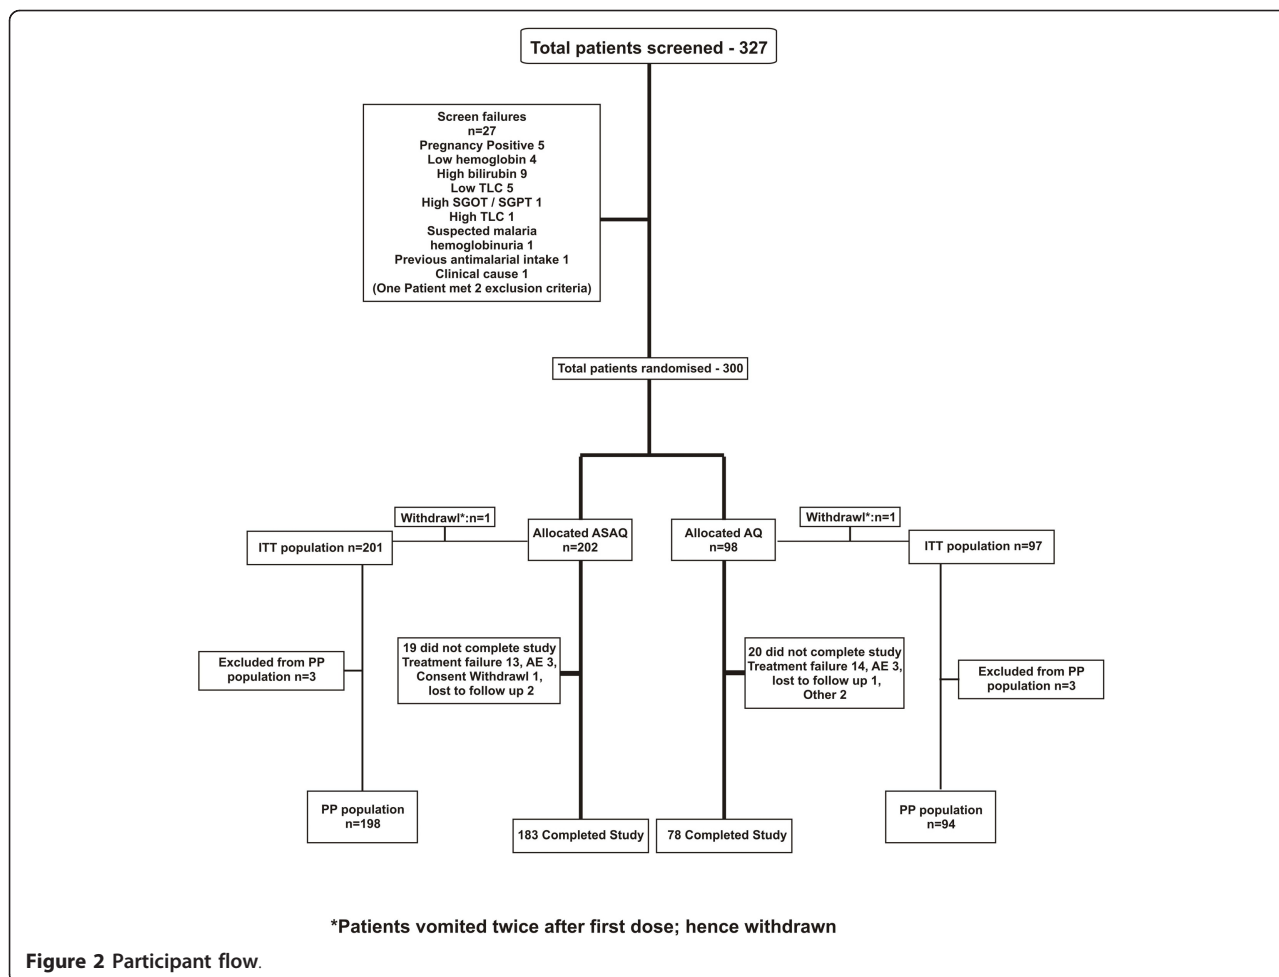 Total patients screened - 327
Screen failures
n=27
Pregnancy Positive 5
Low hemoglobin 4
High bilirubin 9
Low TLC 5
High SGOT / SGPT 1
High TLC 1
Suspected malaria
hemoglobinuria 1
Previous antimalarial intake 1
Clinical cause 1
(One Patient met 2 exclusion criteria)
Total patients randomised - 300
Withdrawl*:n=1
ITT population n=201
Allocated ASAQ
n=202
Allocated AQ
n=98
Withdrawl*:n=1
ITT population n=97
Excluded from PP
population n=3
19 did not complete study
Treatment failure 13, AE 3,
Consent Withdrawl 1,
lost to follow up 2
20 did not complete study
Treatment failure 14, AE 3,
lost to follow up 1,
Other 2
Excluded from PP
population n=3
PP population
n=198
183 Completed Study
78 Completed Study
PP population
n=94
*Patients vomited twice after first dose; hence withdrawn
Figure 2 Participant flow.